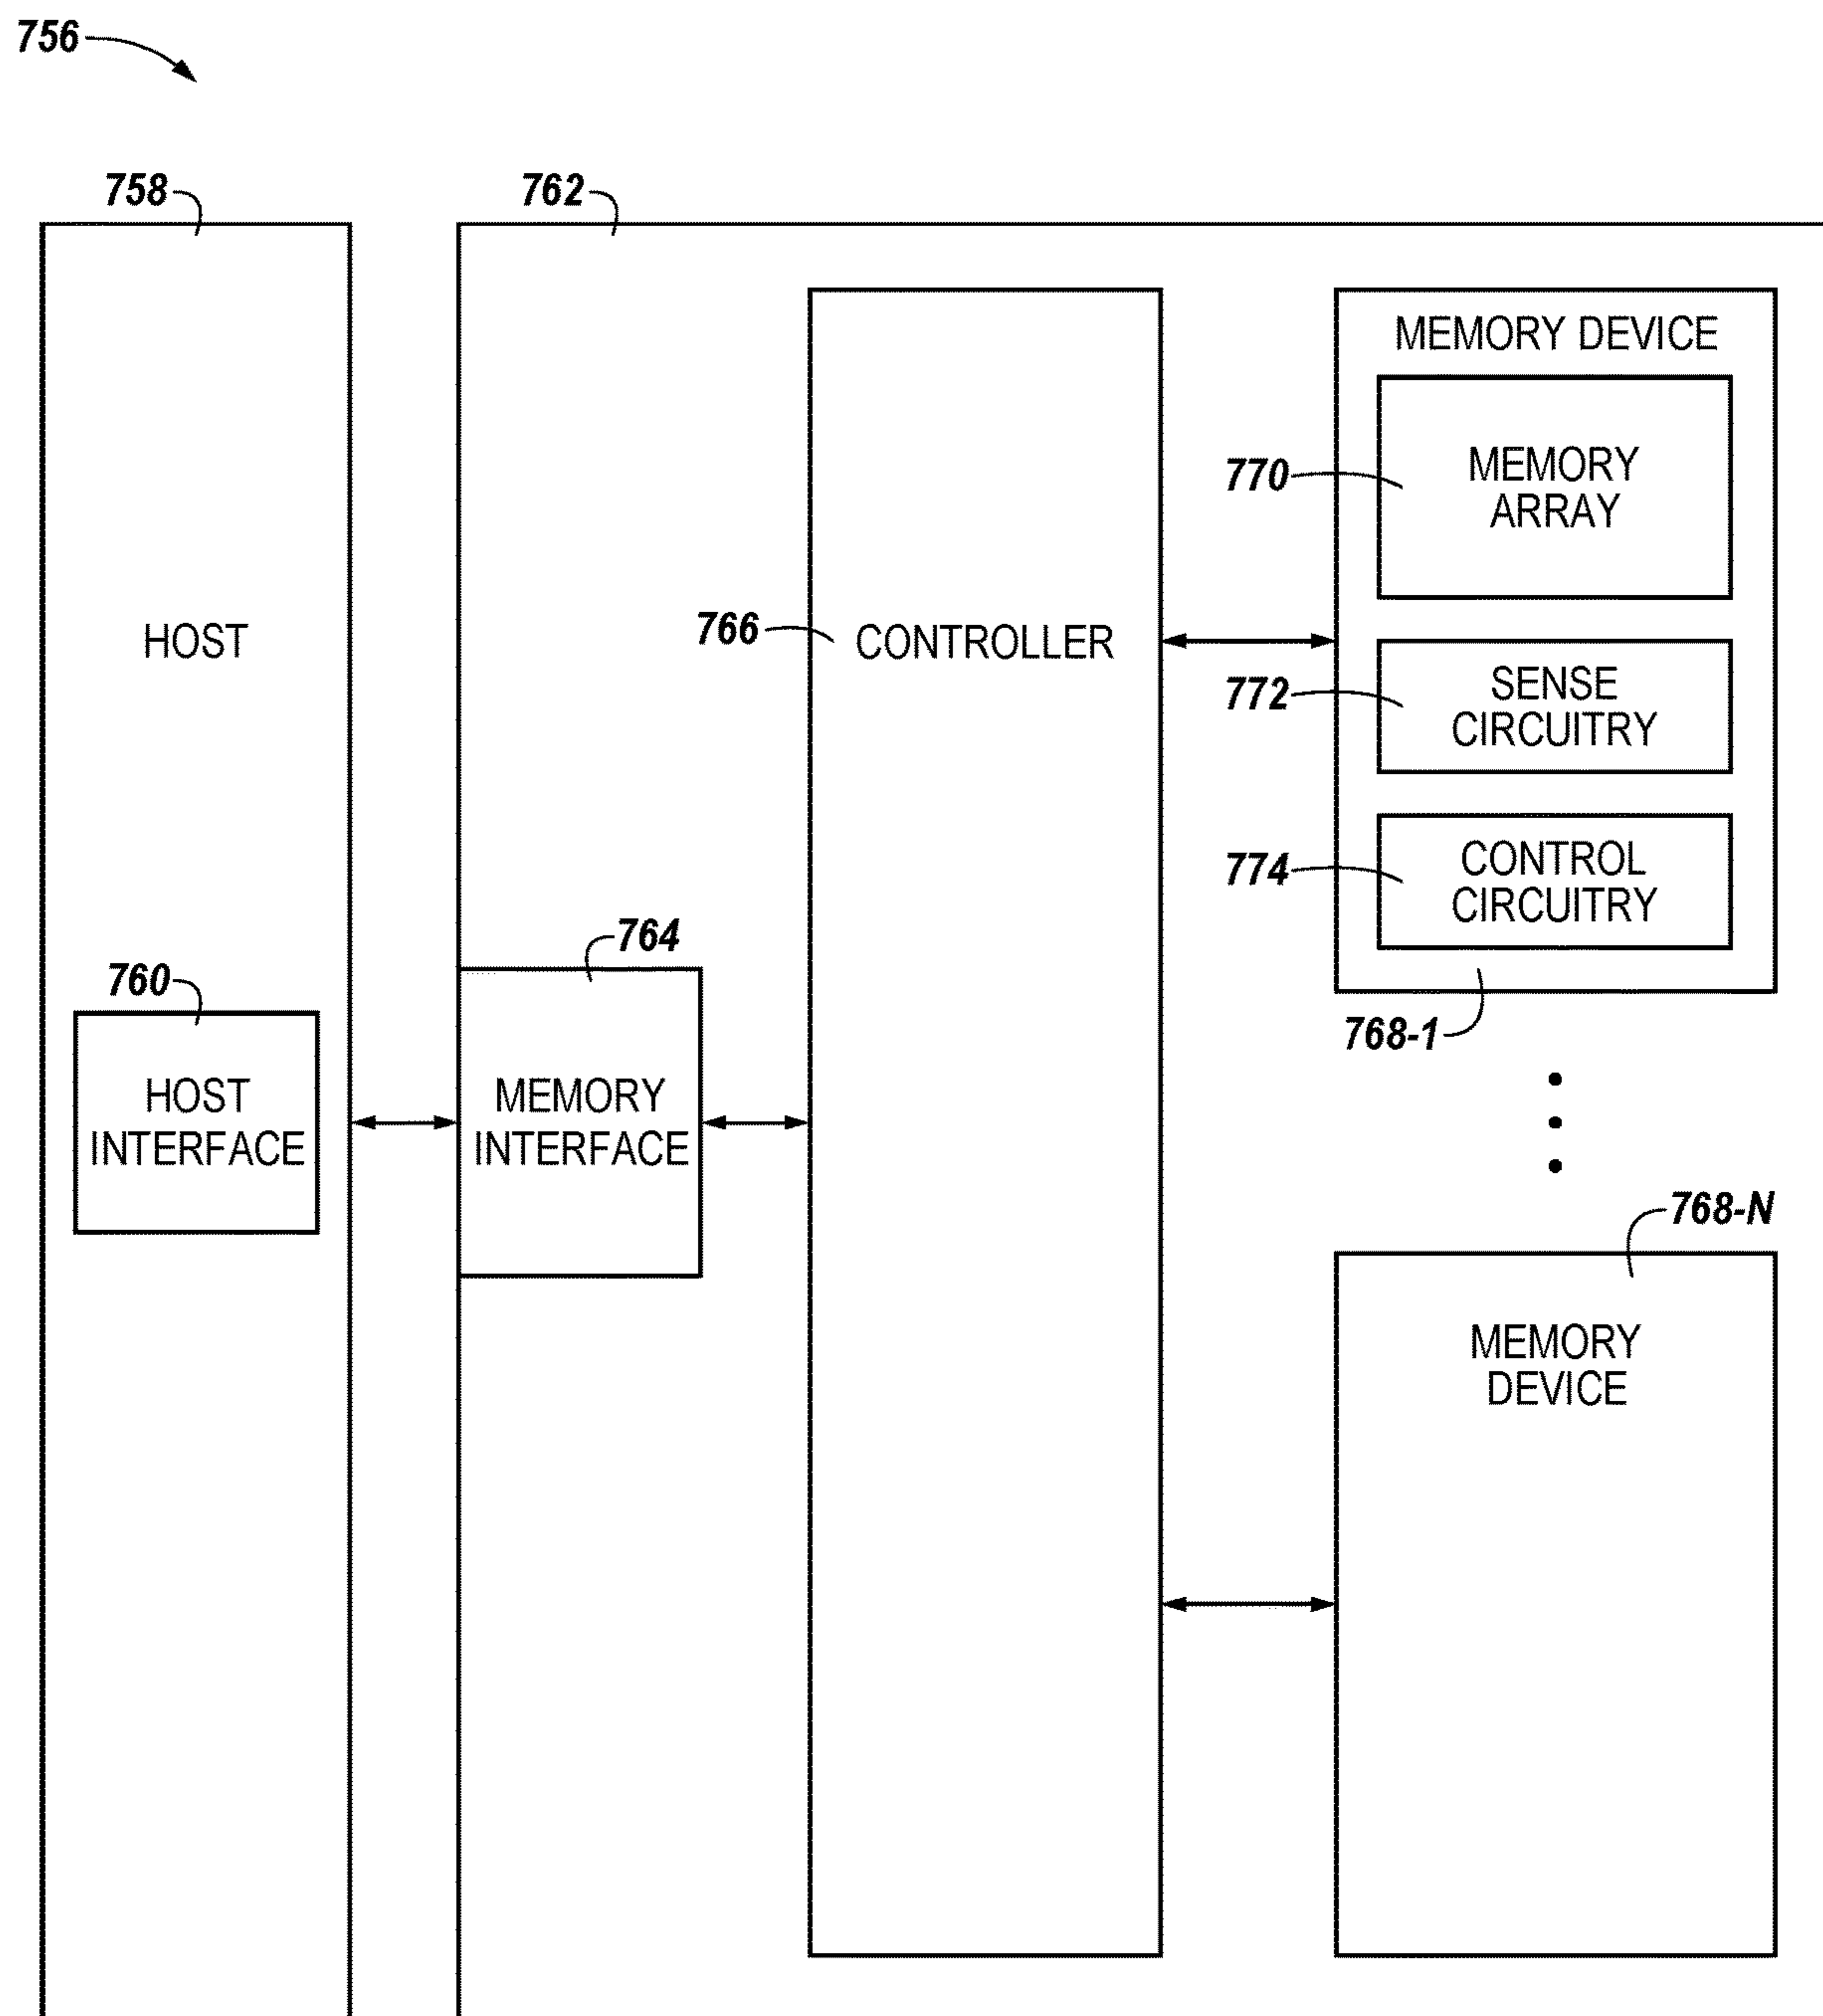 756
758
762
MEMORY DEVICE
770
MEMORY
ARRAY
HOST
766
CONTROLLER
772
SENSE
CIRCUITRY
774
CONTROL
CIRCUITRY
764
760
768-1
HOST
INTERFACE
MEMORY
INTERFACE
768-N
MEMORY
DEVICE